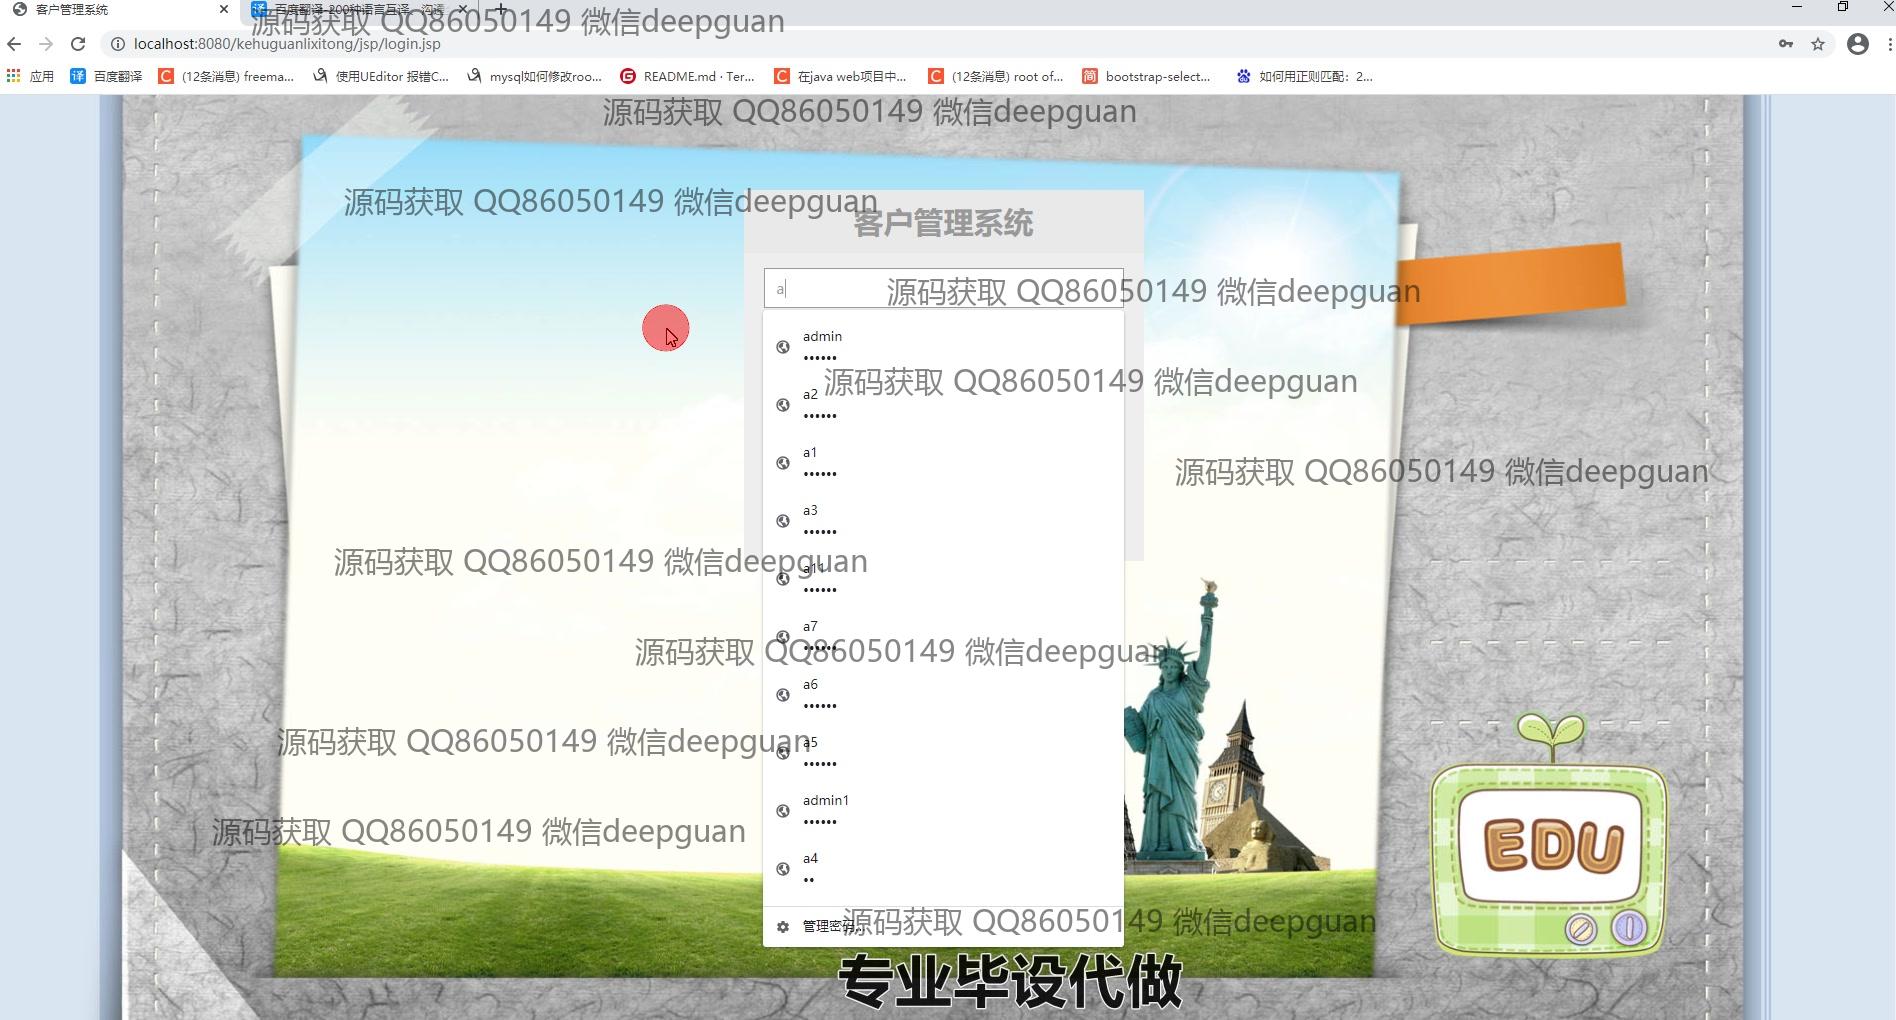 客户管理系统
百度翻译-200种语言互译、沟通
源码获取 QQ86050149 微信deepguan
localhost:8080/kehuguanlixitong/jsp/login.jsp
应用
百度翻译
(12条消息) freema...
使用UEditor 报错C...
mysql如何修改roo...
README.md · Ter...
在java web项目中...
(12条消息) root of...
bootstrap-select...
如何用正则匹配：2...
源码获取 QQ86050149 微信deepguan
源码获取 QQ86050149 微信deepguan
客户管理系统
a
源码获取 QQ86050149 微信deepguan
admin
••••••
a2
源码获取 QQ86050149 微信deepguan
••••••
a1
••••••
源码获取 QQ86050149 微信deepguan
a3
••••••
源码获取 QQ86050149 微信deepguan
a11
••••••
a7
••••••
源码获取 QQ86050149 微信deepguan
a6
••••••
a5
源码获取 QQ86050149 微信deepguan
••••••
admin1
••••••
源码获取 QQ86050149 微信deepguan
EDU
a4
••
管理密码...
源码获取 QQ86050149 微信deepguan
专业毕设代做